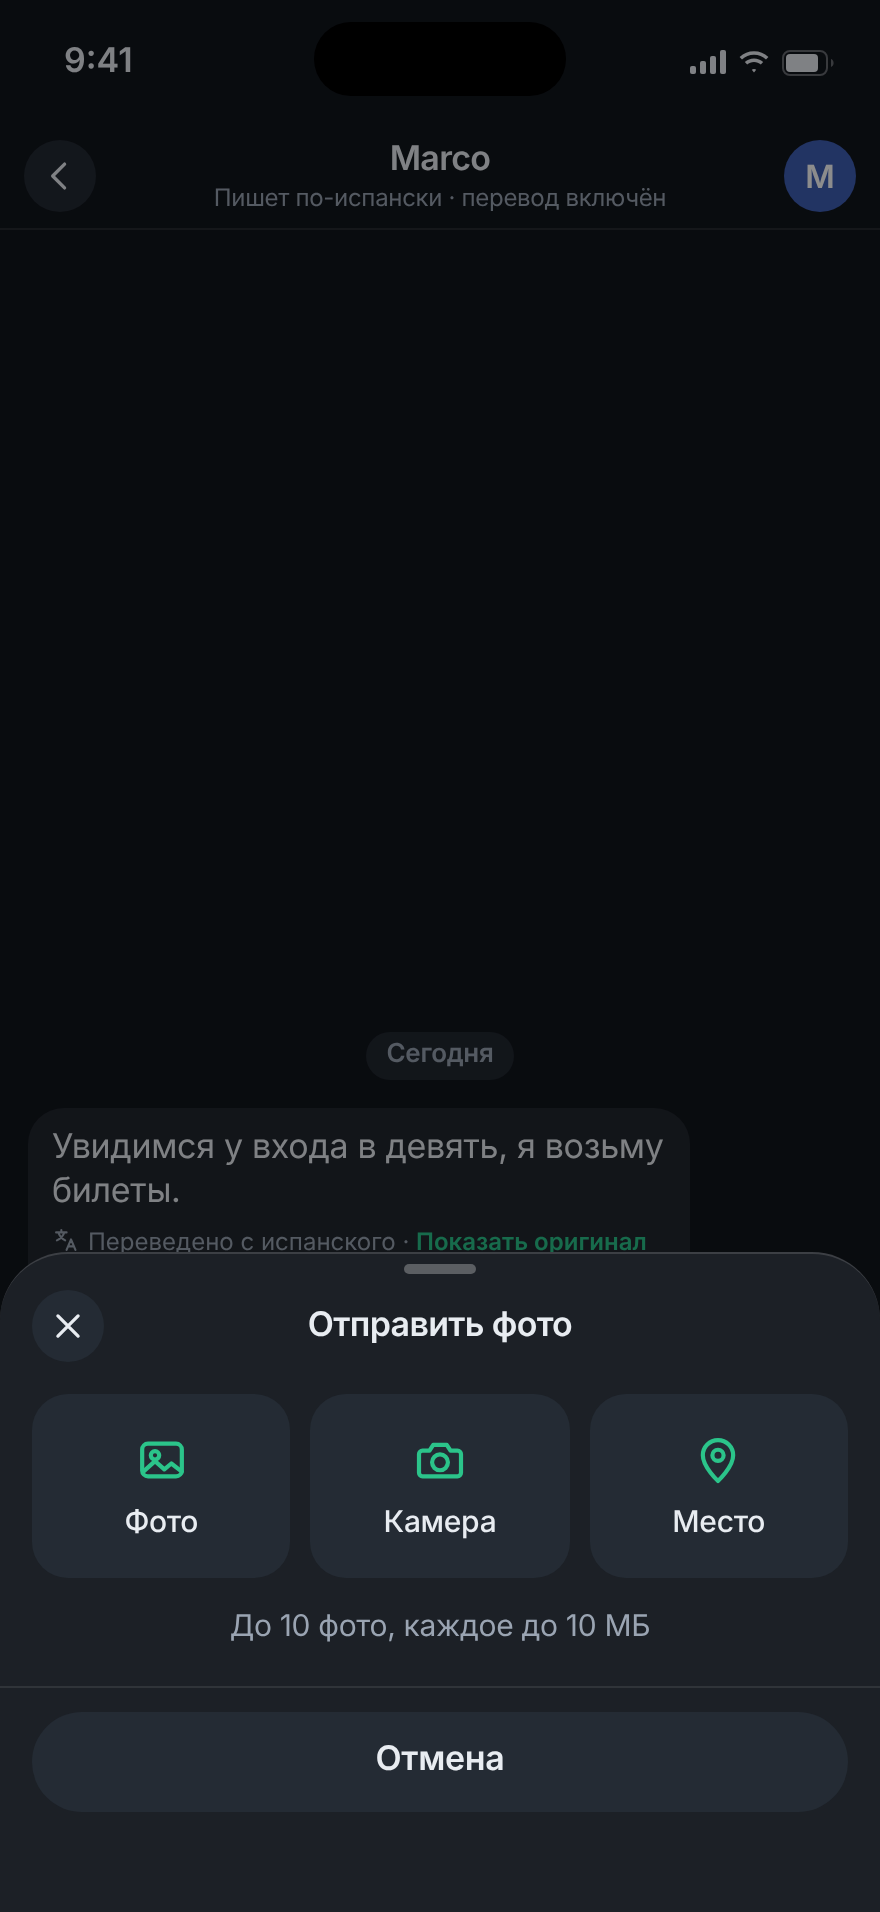 9:41
Marco
Пишет по-испански · перевод включён
M
Сегодня
Увидимся у входа в девять, я возьму
билеты.
Переведено с испанского · Показать оригинал
Отправить фото
Фото
Камера
Место
До 10 фото, каждое до 10 МБ
Отмена